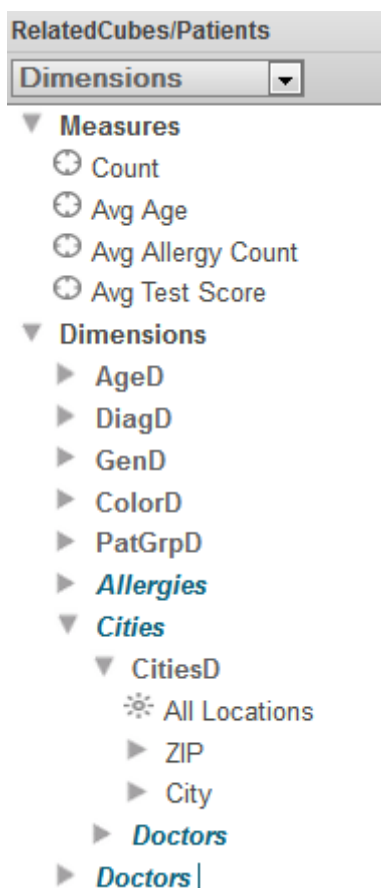 RelatedCubes/Patients
Dimensions
Measures
Count
Avg Age
Avg Allergy Count
Avg Test Score
Dimensions
AgeD
DiagD
GenD
ColorD
PatGrpD
Allergies
Cities
CitiesD
All Locations
ZIP
City
Doctors
Doctors